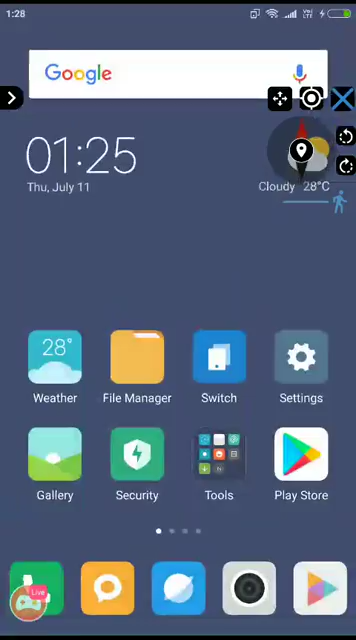 1:28
Google
01:25
Thu, July 11
Cloudy 28°C
28°
Weather
File Manager
Switch
Settings
Gallery
Security
Tools
Play Store
Live